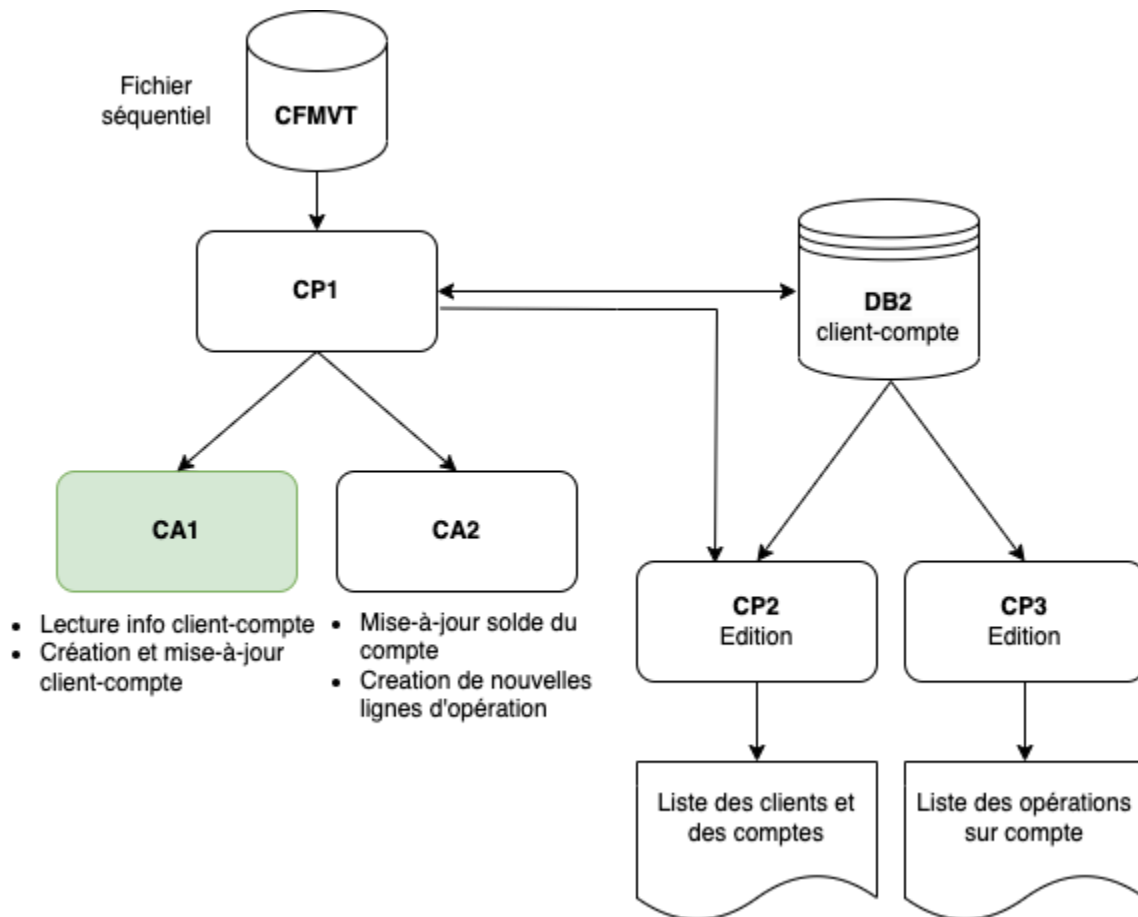 Fichier
séquentiel
CFMVT
CP1
DB2
client-compte
CA1
CA2
• Lecture info client-compte
• Création et mise-à-jour
client-compte
• Mise-à-jour solde du
compte
• Creation de nouvelles
lignes d'opération
CP2
Edition
CP3
Edition
Liste des clients et
des comptes
Liste des opérations
sur compte